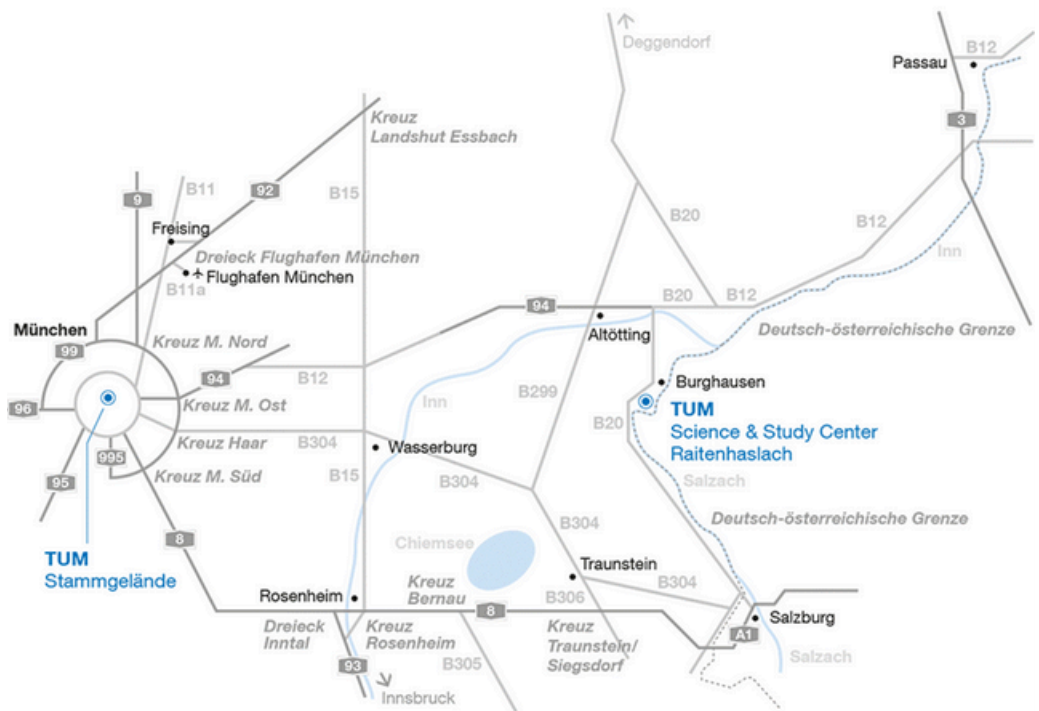 Deggendorf
B12
Passau
3
Kreuz
Landshut Essbach
B11
92
9
B15
B20
B12
Freising
Dreieck Flughafen München
Flughafen München
B11a
Inn
94
B20
B12
Altötting
Deutsch-österreichische Grenze
München
99
Kreuz M. Nord
94
B12
B299
Burghausen
Inn
96
Kreuz M. Ost
TUM
Science & Study Center
Raitenhaslach
B20
Kreuz Haar
B304
Wasserburg
995
95
Kreuz M. Süd
B15
B304
Salzach
8
B304
Deutsch-österreichische Grenze
Chiemsee
TUM
Stammgelände
Traunstein
B304
Rosenheim
Kreuz
Bernau
B306
8
Salzburg
Dreieck
Inntal
Kreuz
Rosenheim
Kreuz
Traunstein/
Siegsdorf
A1
93
B305
Salzach
Innsbruck